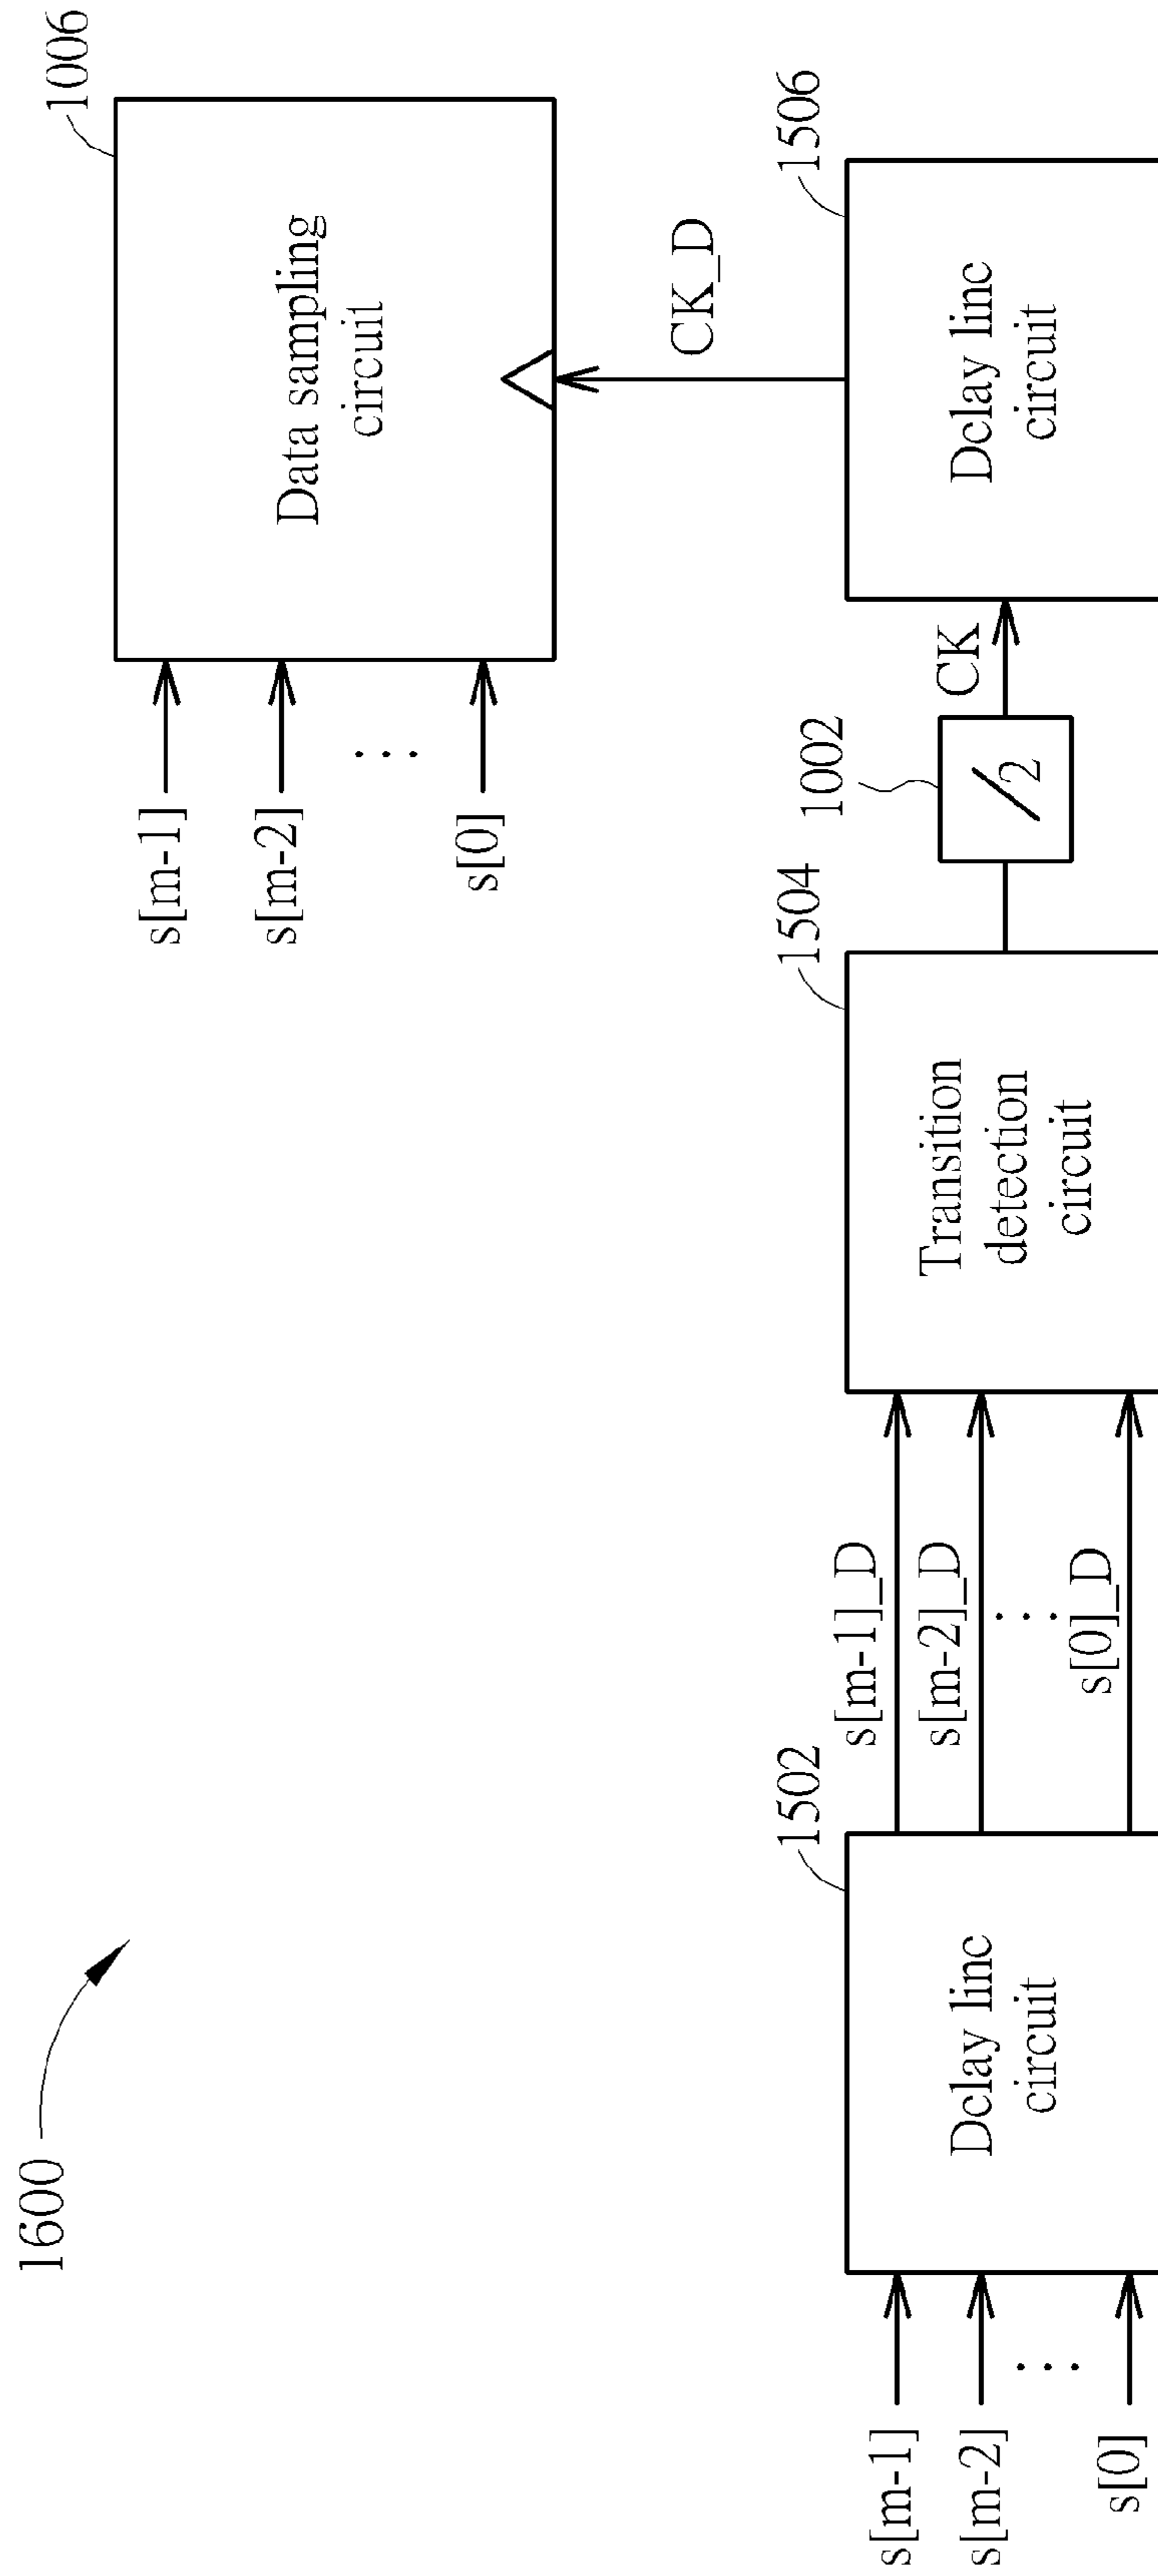 1600
1006
s[m-1]
s[m-2]
⋮
s[0]
Data sampling
circuit
CK_D
s[m-1]
s[m-2]
⋮
s[0]
1502
Delay line
circuit
s[m-1]_D
s[m-2]_D
⋮
s[0]_D
1504
Transition
detection
circuit
1002
/2
CK
1506
Delay line
circuit